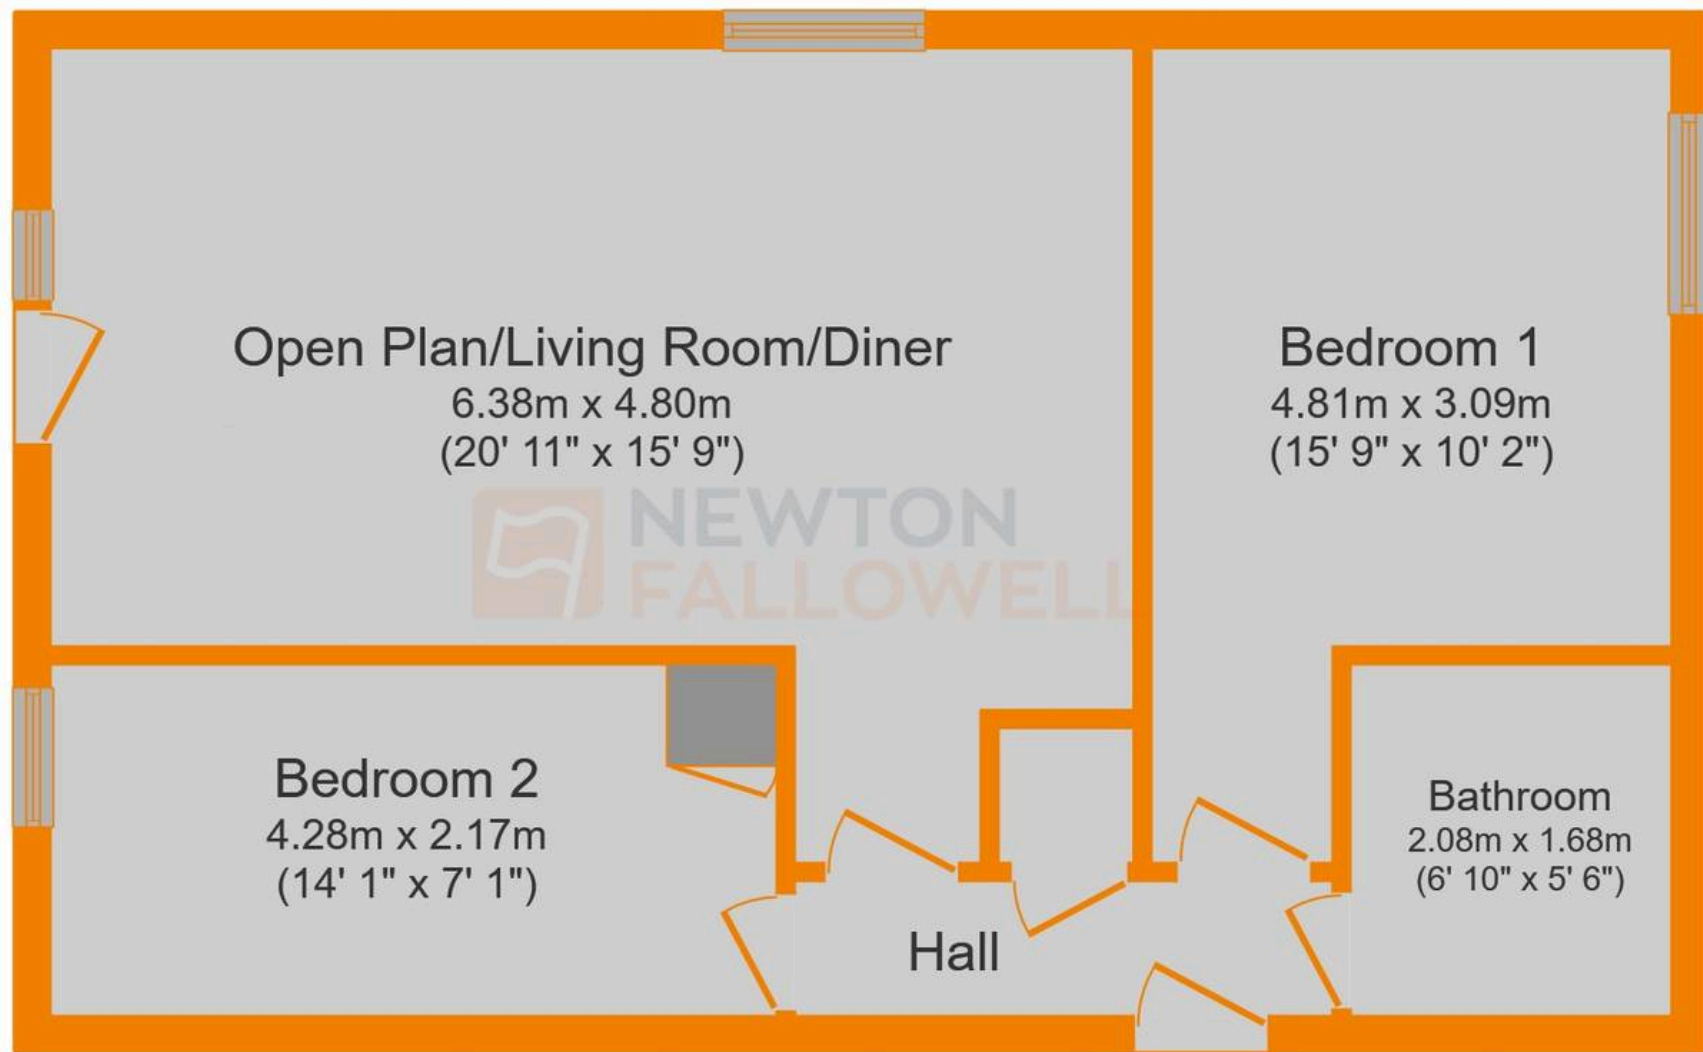 Open Plan/Living Room/Diner
6.38m x 4.80m
(20' 11" x 15' 9")
Bedroom 1
4.81m x 3.09m
(15' 9" x 10' 2")
NEWTON
FALLOWELL
Bedroom 2
4.28m x 2.17m
(14' 1" x 7' 1")
Bathroom
2.08m x 1.68m
(6' 10" x 5' 6")
Hall